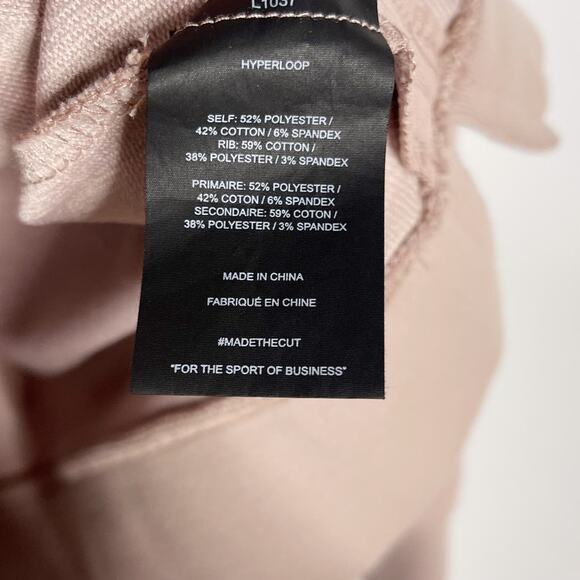 L1037
HYPERLOOP
SELF: 52% POLYESTER /
42% COTTON / 6% SPANDEX
RIB: 59% COTTON /
38% POLYESTER / 3% SPANDEX
PRIMAIRE: 52% POLYESTER /
42% COTON / 6% SPANDEX
SECONDAIRE: 59% COTON /
38% POLYESTER / 3% SPANDEX
MADE IN CHINA
FABRIQUÉ EN CHINE
#MADETHECUT
"FOR THE SPORT OF BUSINESS"